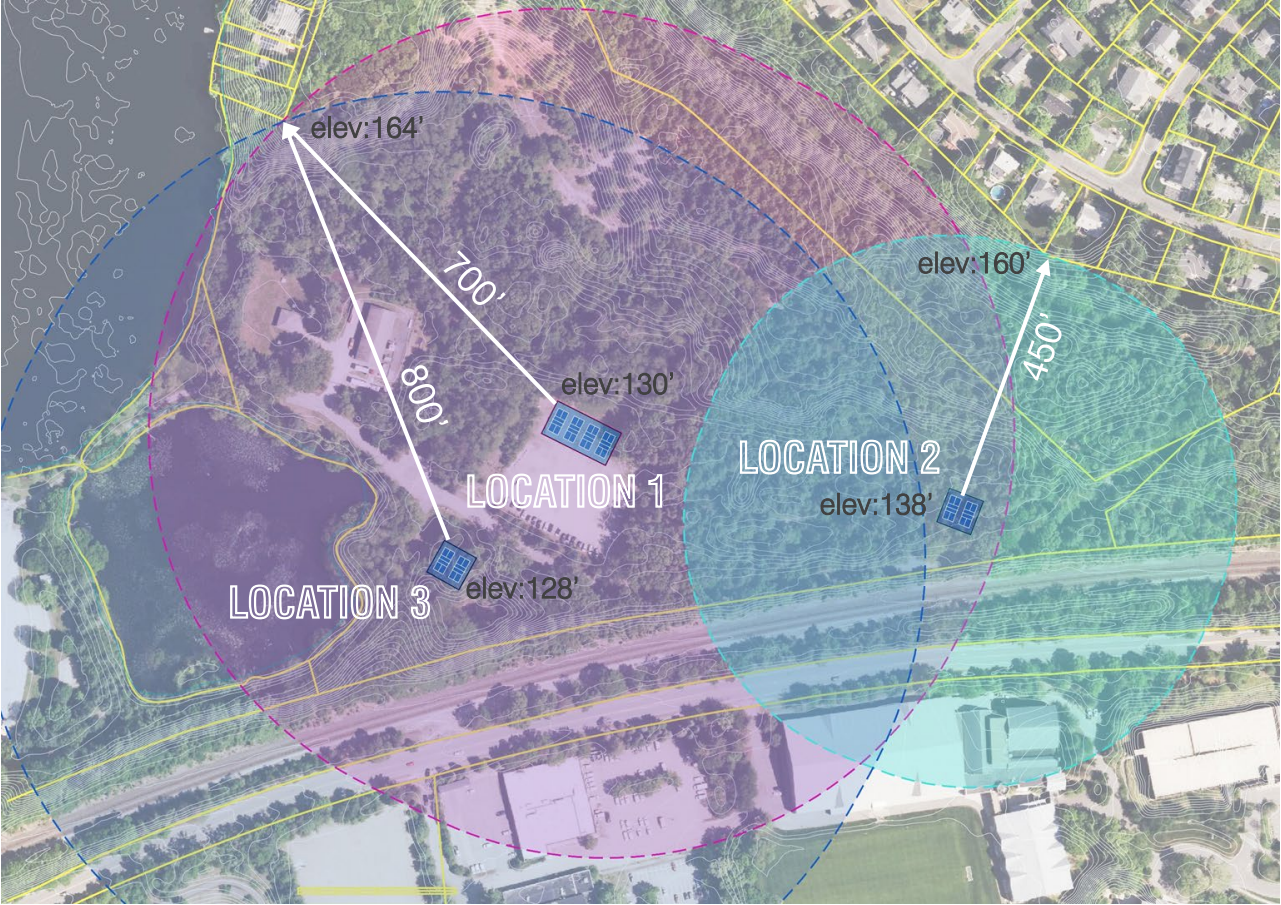 elev:164’
elev:160’
700’
450’
800’
elev:130’
LOCATION 2
LOCATION 1
elev:138’
elev:128’
LOCATION 3